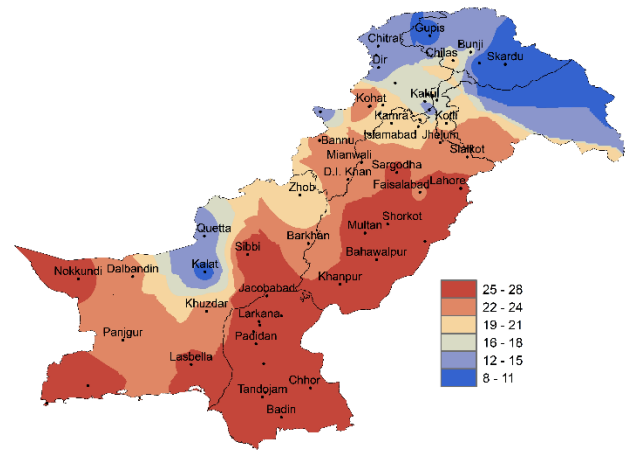 Gupis
Chitral
Bunji
Chilas
Skardu
Dir
Kakul
Kohat
Kamra
Kotli
Islamabad
Bannu
Jhelum
Mianwali
Sialkot
Sargodha
D.I. Khan
Faisalabad
Lahore
Zhob
Shorkot
Multan
Quetta
Barkhan
Sibbi
Bahawalpur
Kalat
Nokkundi
Dalbandin
Khanpur
Jacobabad
Khuzdar
Larkana
Panjgur
Padidan
Lasbella
Chhor
Tandojam
Badin
25 - 28
22 - 24
19 - 21
16 - 18
12 - 15
8 - 11